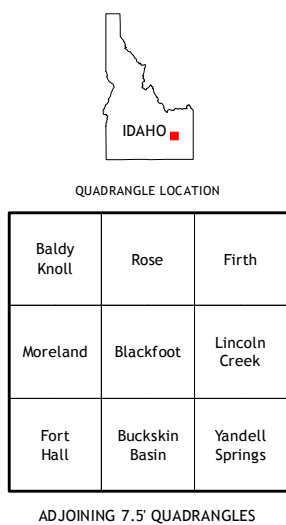 IDAHO
QUADRANGLE LOCATION
Baldy
Knoll
Rose
Firth
Moreland
Blackfoot
Lincoln
Creek
Fort
Hall
Buckskin
Basin
Yandell
Springs
ADJOINING 7.5' QUADRANGLES